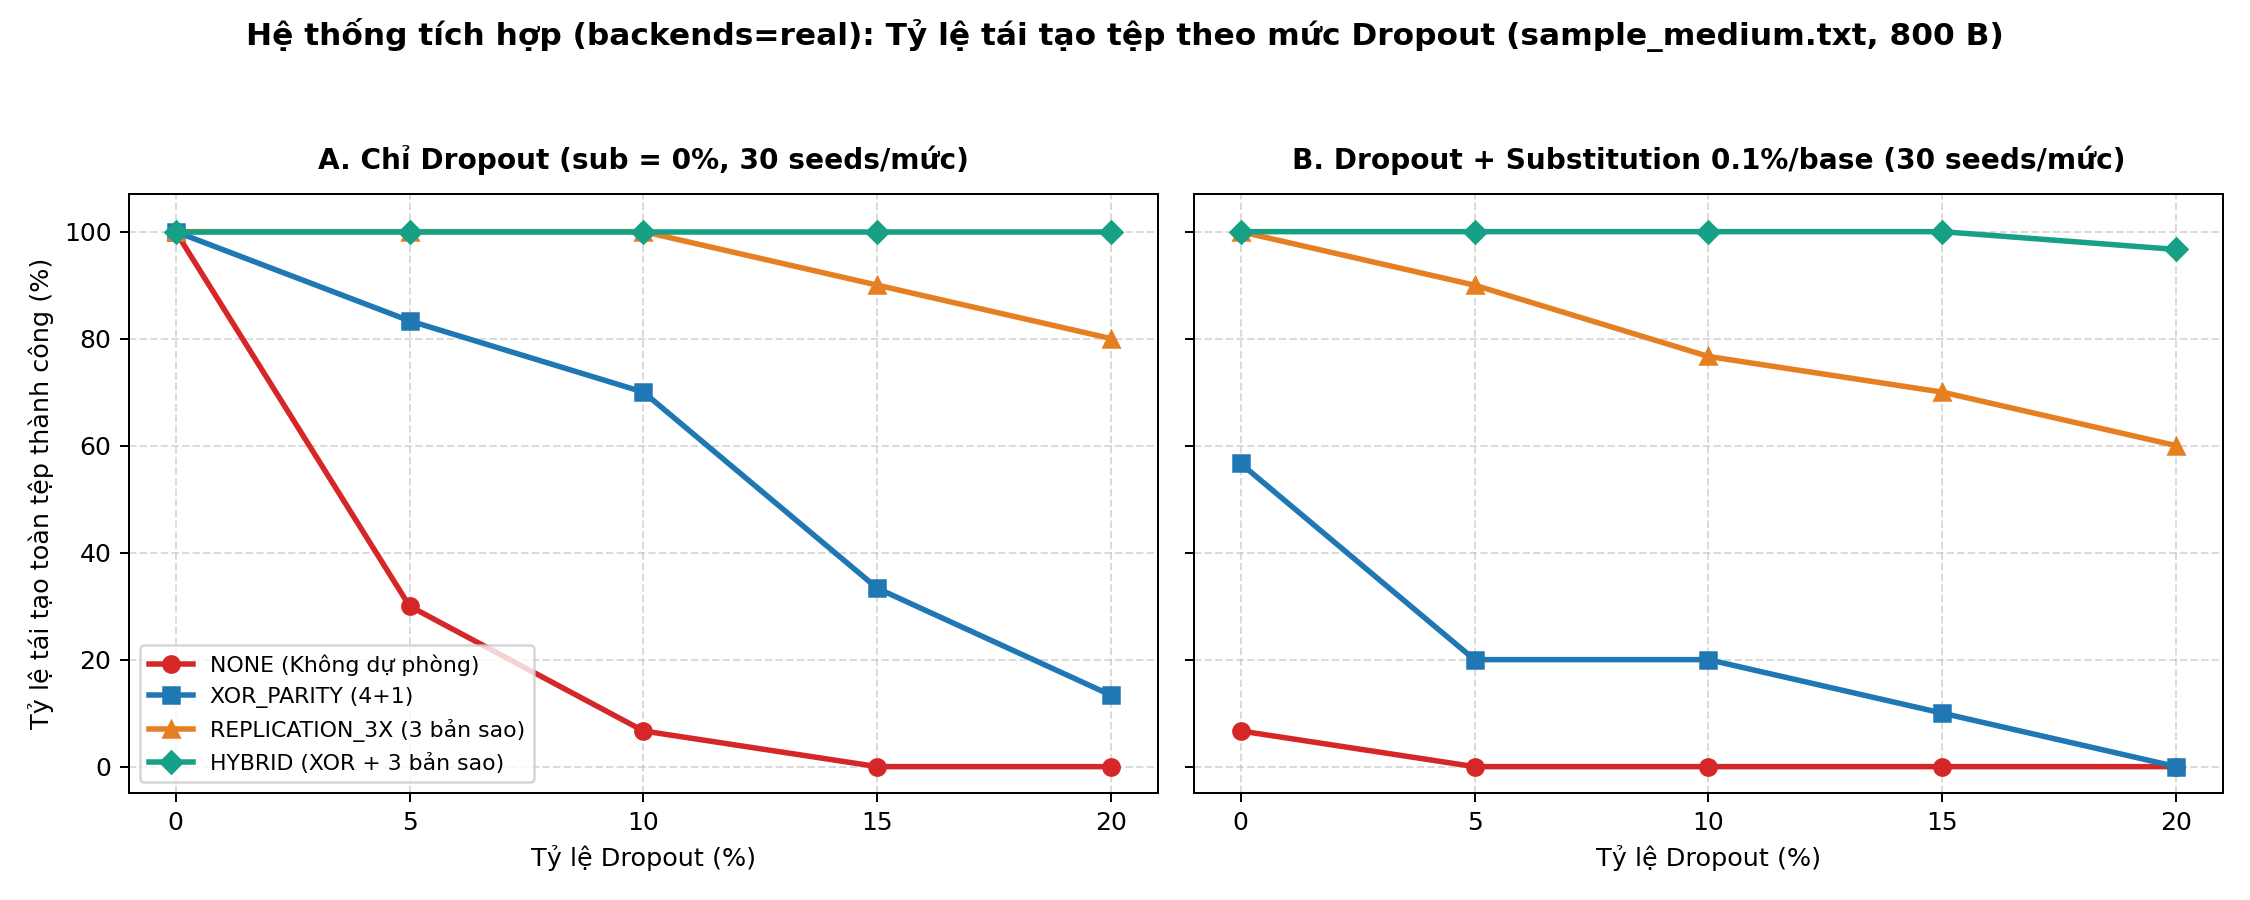 Hệ thống tích hợp (backends=real): Tỷ lệ tái tạo tệp theo mức Dropout (sample_medium.txt, 800 B)
A. Chỉ Dropout (sub = 0%, 30 seeds/mức)
Tỷ lệ tái tạo toàn tệp thành công (%)
100
80
60
40
20
0
NONE (Không dự phòng)
XOR_PARITY (4+1)
REPLICATION_3X (3 bản sao)
HYBRID (XOR + 3 bản sao)
0 5 10 15 20
Tỷ lệ Dropout (%)
B. Dropout + Substitution 0.1%/base (30 seeds/mức)
0 5 10 15 20
Tỷ lệ Dropout (%)